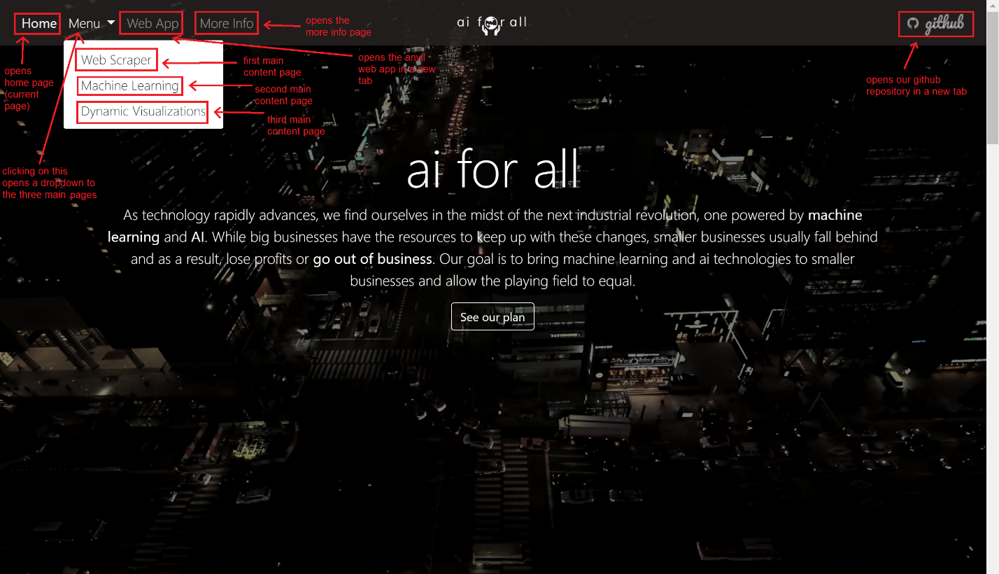 Home Menu Web App More Info
ai for all
github
opens the
more info page
Web Scraper
Machine Learning
Dynamic Visualizations
first main
content page
second main
content page
third main
content page
opens the anvil
web app in a new
tab
opens our github
repository in a new tab
opens
home page
(current
page)
clicking on this
opens a dropdown to
the three main pages
ai for all
As technology rapidly advances, we find ourselves in the midst of the next industrial revolution, one powered by machine
learning and AI. While big businesses have the resources to keep up with these changes, smaller businesses usually fall behind
and as a result, lose profits or go out of business. Our goal is to bring machine learning and ai technologies to smaller
businesses and allow the playing field to equal.
See our plan